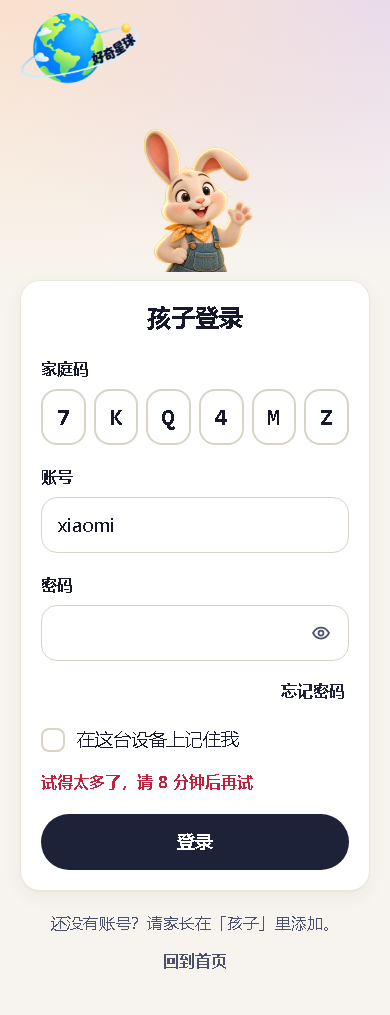 好奇星球
孩子登录
家庭码
7 K Q 4 M Z
账号
xiaomi
密码
忘记密码
在这台设备上记住我
试得太多了，请 8 分钟后再试
登录
还没有账号？请家长在「孩子」里添加。
回到首页